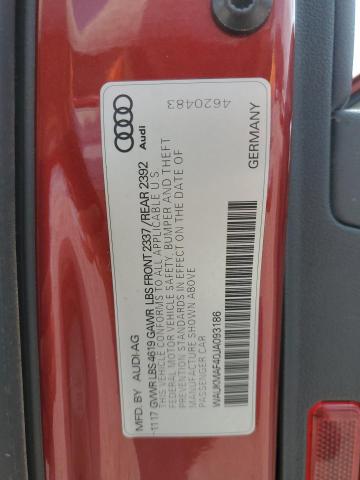 4620483
Audi
GERMANY
MFD. BY AUDI-AG
11 17 GVWR LBS 4619 GAWR LBS FRONT 2337 / REAR 2392
THIS VEHICLE CONFORMS TO ALL APPLICABLE U.S.
FEDERAL MOTOR VEHICLE SAFETY, BUMPER AND THEFT
PREVENTION STANDARDS IN EFFECT ON THE DATE OF
MANUFACTURE SHOWN ABOVE
PASSENGER CAR
WAUKMAF40JA093186